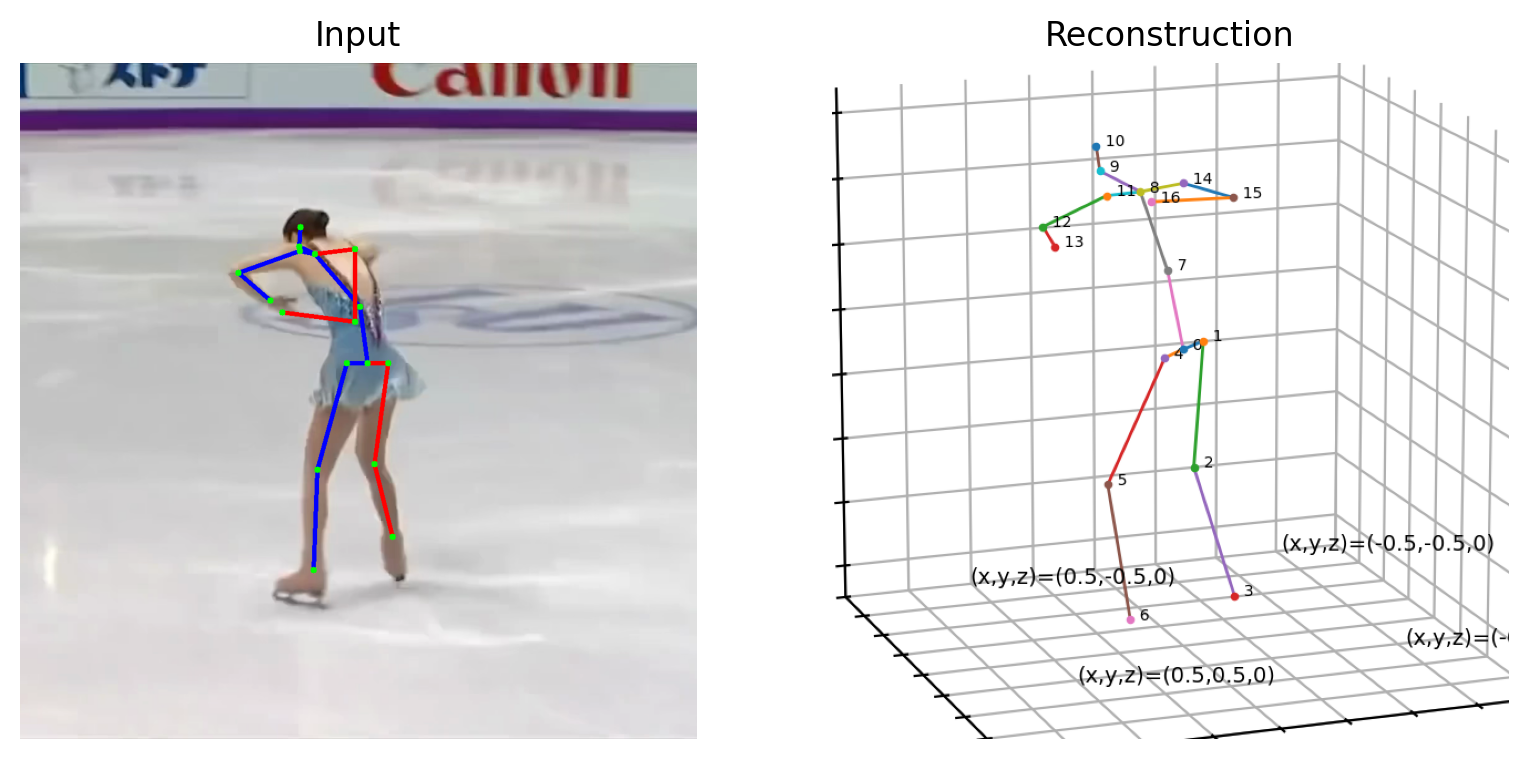 Input
Reconstruction
Canon
10
9
11
8
14
16
15
12
13
7
1
0
4
2
5
(x,y,z)=(-0.5,-0.5,0)
(x,y,z)=(0.5,-0.5,0)
3
6
(x,y,z)=(0.5,0.5,0)